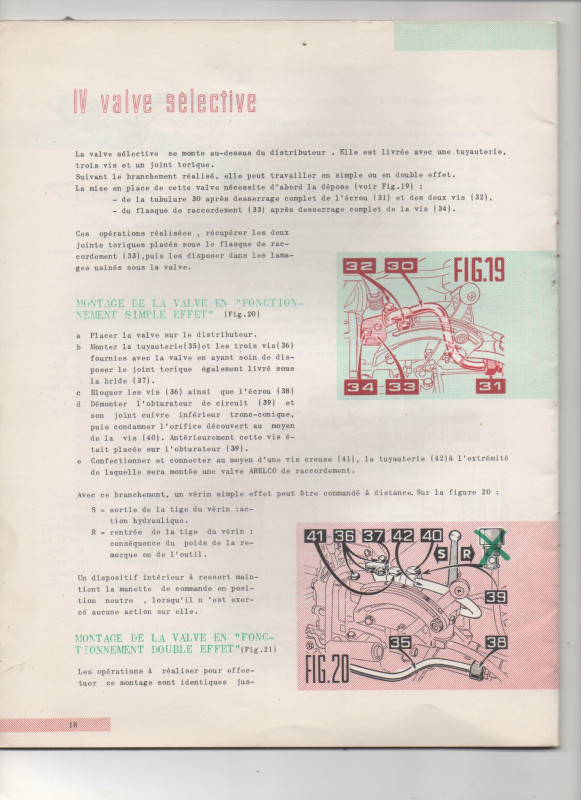 IV valve sélective
La valve sélective se monte au-dessus du distributeur . Elle est livrée avec une tuyauterie,
trois vis et un joint torique.
Suivant le branchement réalisé, elle peut travailler en simple ou en double effet.
La mise en place de cette valve nécessite d'abord la dépose (voir Fig.19) :
- de la tubulure 30 après desserrage complet de l'écrou (31) et des deux vis (32),
- du flasque de raccordement (33) après desserrage complet de la vis (34).
Ces opérations réalisées , récupérer les deux
joints toriques placés sous le flasque de rac-
cordement (33),puis les disposer dans les lama-
ges usinés sous la valve.
MONTAGE DE LA VALVE EN "FONCTION-
NEMENT SIMPLE EFFET" (Fig.20)
a Placer la valve sur le distributeur.
b Monter la tuyauterie(35)et les trois vis(36)
fournies avec la valve en ayant soin de dis-
poser le joint torique également livré sous
la bride (37).
c Bloquer les vis (36) ainsi que l'écrou (38)
d Démonter l'obturateur de circuit (39) et
son joint cuivre inférieur tronc-conique,
puis condamner l'orifice découvert au moyen
de la vis (40). Antérieurement cette vis é-
tait placée sur l'obturateur (39).
e Confectionner et connecter au moyen d'une vis creuse (41), la tuyauterie (42)à l'extrémité
de laquelle sera montée une valve ARELCO de raccordement.
Avec ce branchement, un vérin simple effet peut être commandé à distance. Sur la figure 20 :
S = sortie de la tige du vérin :ac-
tion hydraulique.
R = rentrée de la tige du vérin :
conséquence du poids de la re-
morque ou de l'outil.
Un dispositif intérieur à ressort main-
tient la manette de commande en posi-
tion neutre , lorsqu'il n 'est exer-
cé aucune action sur elle.
MONTAGE DE LA VALVE EN "FONC-
TIONNEMENT DOUBLE EFFET"(Fig.21)
Les opérations à réaliser pour effec-
tuer ce montage sont identiques jus-
18
32 30 FIG.19
34 33 31
41 36 37 42 40 S R
39
35 38
FIG.20